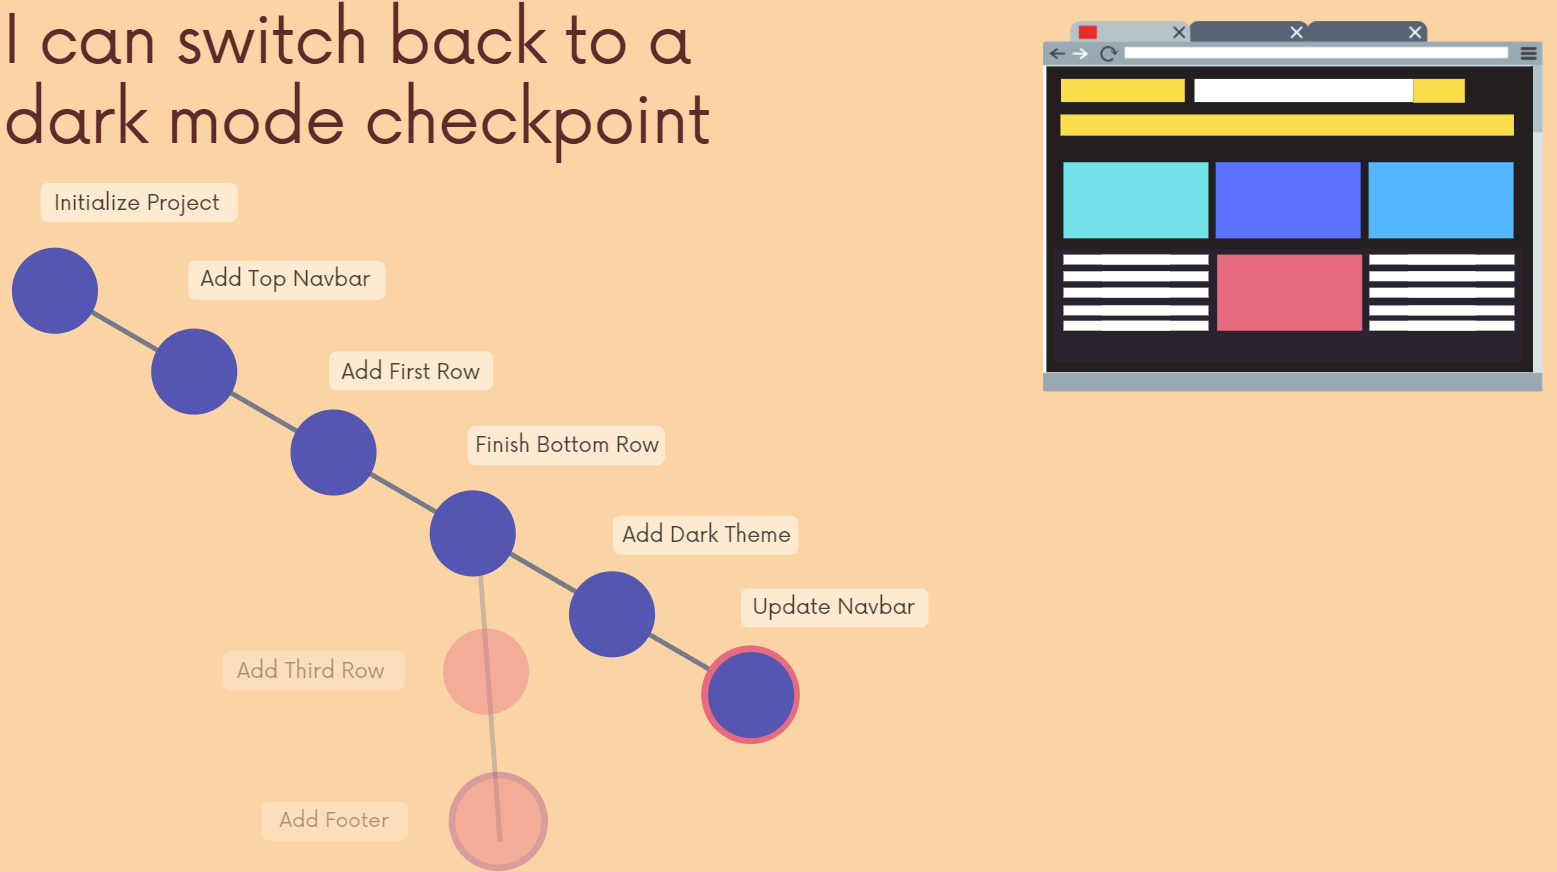 I can switch back to a
dark mode checkpoint
Initialize Project
Add Top Navbar
Add First Row
Finish Bottom Row
Add Dark Theme
Update Navbar
Add Third Row
Add Footer